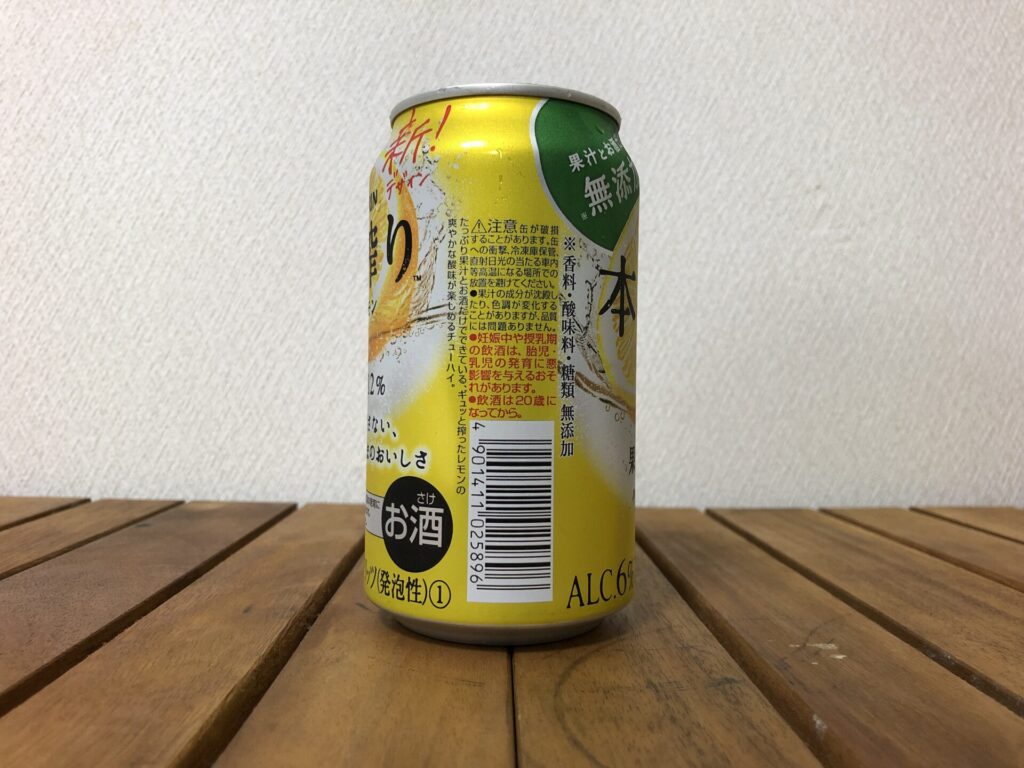 新!
デザイン
搾り™
12%
ない、
のおいしさ
さけ
お酒
(発泡性)①
たっぷり果汁とお酒だけでできている、ギュッと搾ったレモンの
爽やかな酸味が楽しめるチューハイ。
⚠注意 缶が破損
することがあります。缶
への衝撃、冷凍庫保管、
直射日光の当たる車内
等高温になる場所での
放置を避けてください。
●果汁の成分が沈殿し
たり、色調が変化する
ことがありますが、品質
には問題ありません。
●妊娠中や授乳期
の飲酒は、胎児・
乳児の発育に悪
影響を与えるおそ
れがあります。
●飲酒は20歳に
なってから。
4 901411 025896
※香料・酸味料・糖類 無添加
果汁とお酒
※無添加
本
ALC.6%